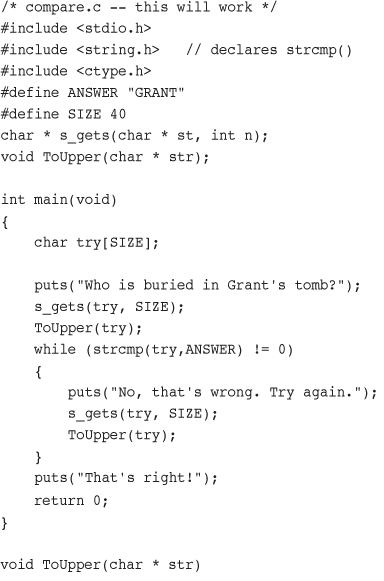 /* compare.c -- this will work */
#include <stdio.h>
#include <string.h>   // declares strcmp()
#include <ctype.h>
#define ANSWER "GRANT"
#define SIZE 40
char * s_gets(char * st, int n);
void ToUpper(char * str);

int main(void)
{
    char try[SIZE];

    puts("Who is buried in Grant's tomb?");
    s_gets(try, SIZE);
    ToUpper(try);
    while (strcmp(try,ANSWER) != 0)
    {
        puts("No, that's wrong. Try again.");
        s_gets(try, SIZE);
        ToUpper(try);
    }
    puts("That's right!");
    return 0;
}

void ToUpper(char * str)